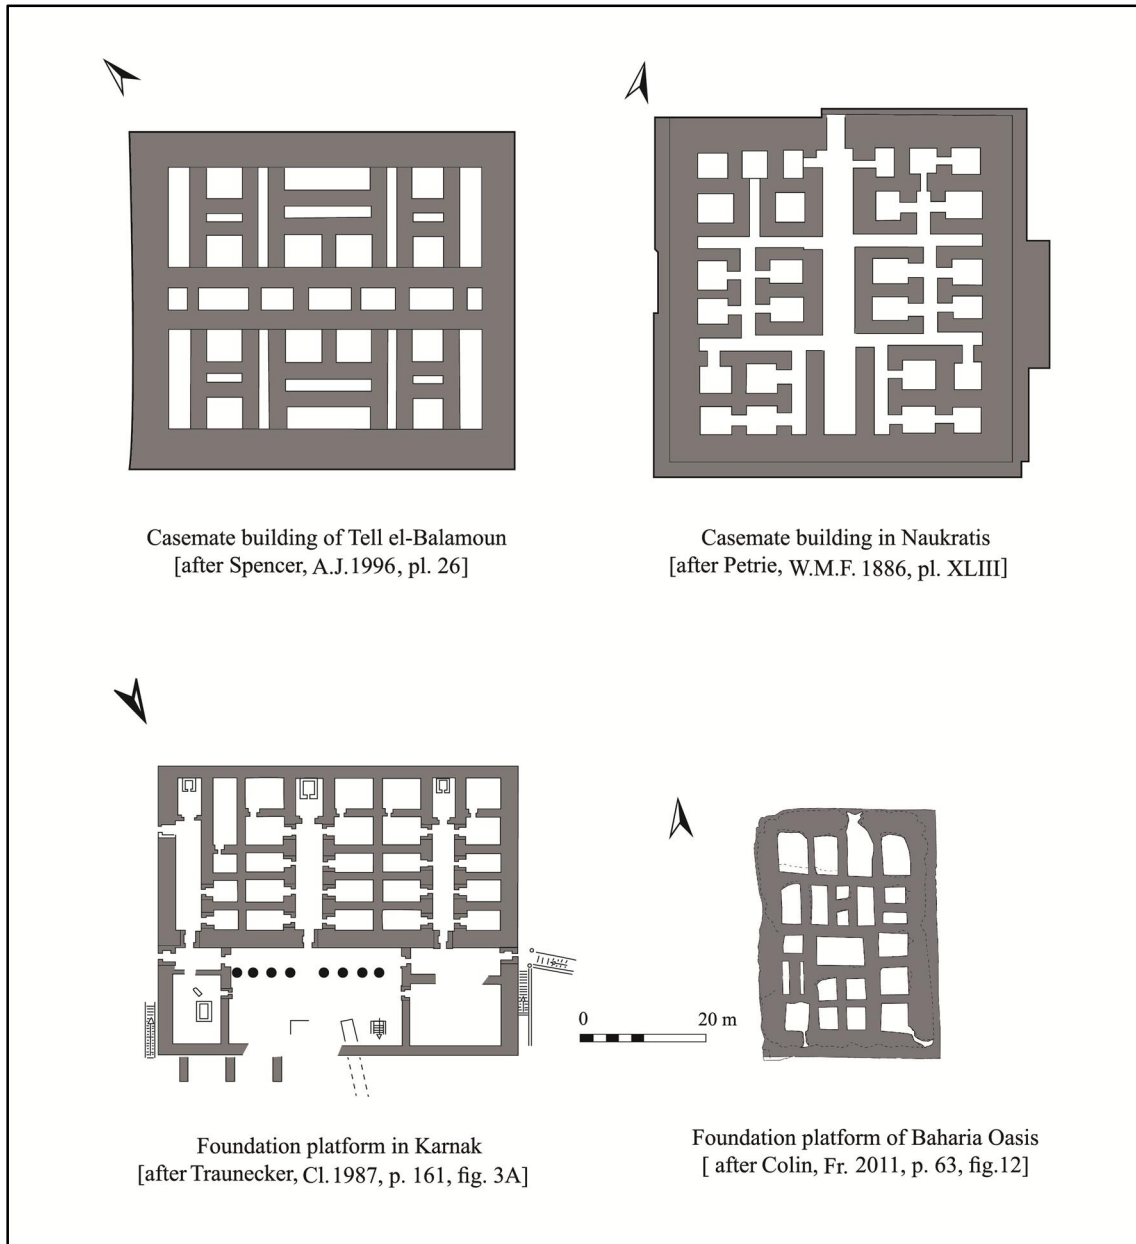 Casemate building of Tell el-Balamoun
[after Spencer, A.J.1996, pl. 26]
Casemate building in Naukratis
[after Petrie, W.M.F. 1886, pl. XLIII]
0 20 m
Foundation platform in Karnak
[after Traunecker, Cl.1987, p. 161, fig. 3A]
Foundation platform of Baharia Oasis
[ after Colin, Fr. 2011, p. 63, fig.12]